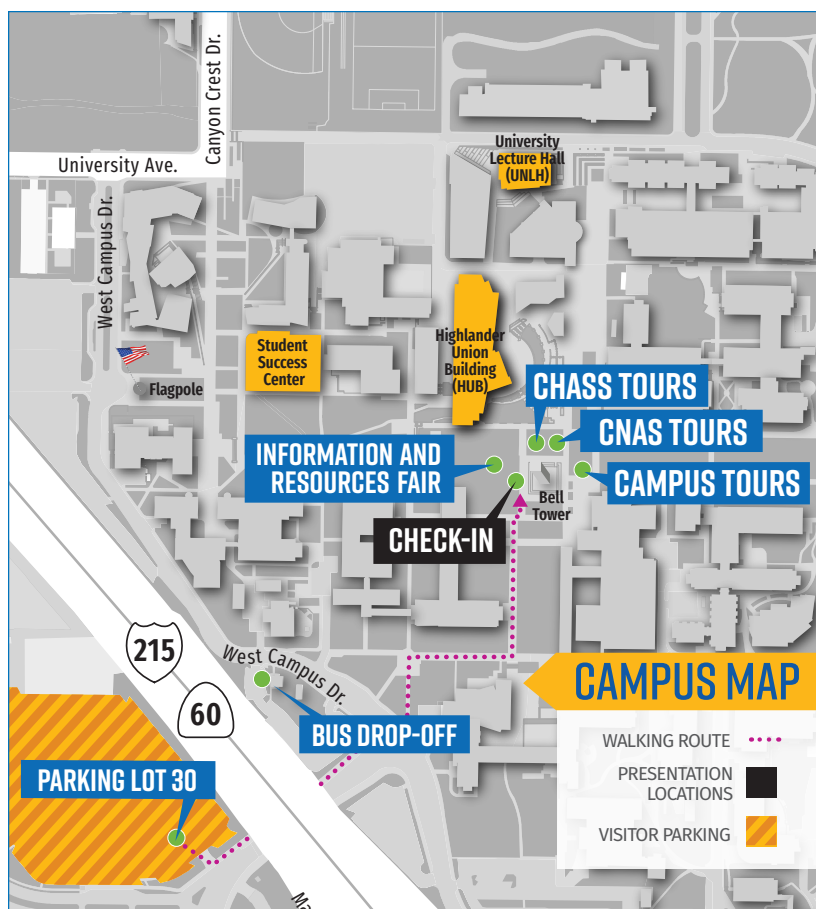 Canyon Crest Dr.
University Ave.
West Campus Dr.
University
Lecture Hall
(UNLH)
Student
Success
Center
Highlander
Union
Building
(HUB)
Flagpole
CHASS TOURS
CNAS TOURS
INFORMATION AND
RESOURCES FAIR
CAMPUS TOURS
Bell
Tower
CHECK-IN
215
60
West Campus Dr.
BUS DROP-OFF
PARKING LOT 30
CAMPUS MAP
WALKING ROUTE
PRESENTATION
LOCATIONS
VISITOR PARKING